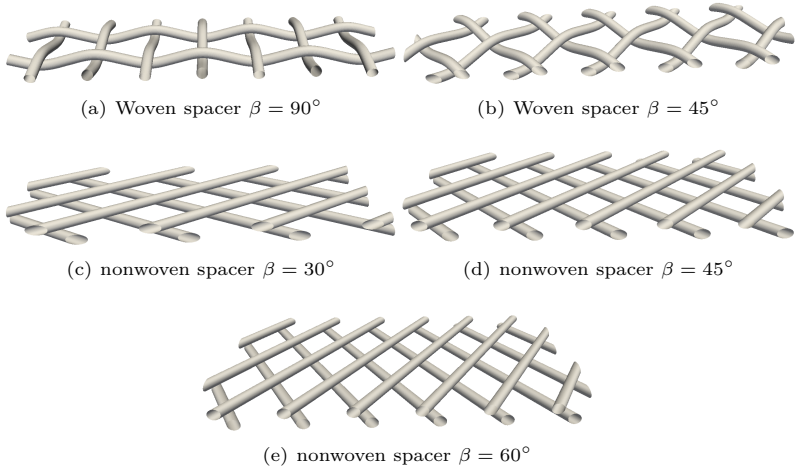 (a) Woven spacer β = 90°
(b) Woven spacer β = 45°
(c) nonwoven spacer β = 30°
(d) nonwoven spacer β = 45°
(e) nonwoven spacer β = 60°